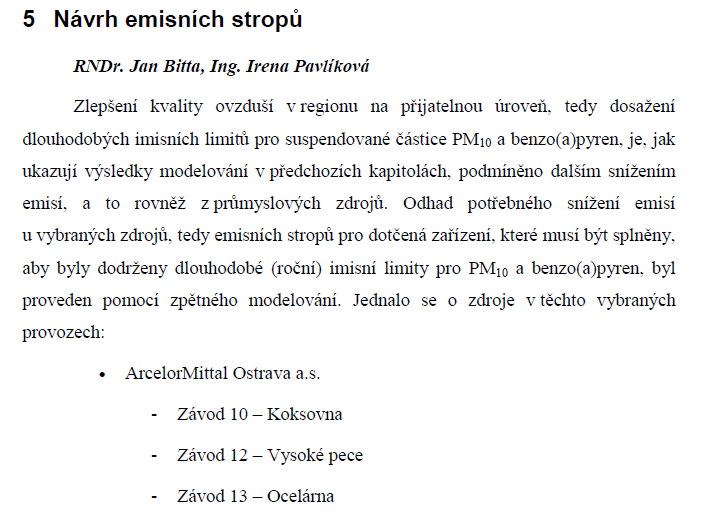 5 Návrh emisních stropů
RNDr. Jan Bitta, Ing. Irena Pavlíková
Zlepšení kvality ovzduší v regionu na přijatelnou úroveň, tedy dosažení
dlouhodobých imisních limitů pro suspendované částice PM10 a benzo(a)pyren, je, jak
ukazují výsledky modelování v předchozích kapitolách, podmíněno dalším snížením
emisí, a to rovněž z průmyslových zdrojů. Odhad potřebného snížení emisí
u vybraných zdrojů, tedy emisních stropů pro dotčená zařízení, které musí být splněny,
aby byly dodrženy dlouhodobé (roční) imisní limity pro PM10 a benzo(a)pyren, byl
proveden pomocí zpětného modelování. Jednalo se o zdroje v těchto vybraných
provozech:
• ArcelorMittal Ostrava a.s.
- Závod 10 – Koksovna
- Závod 12 – Vysoké pece
- Závod 13 – Ocelárna